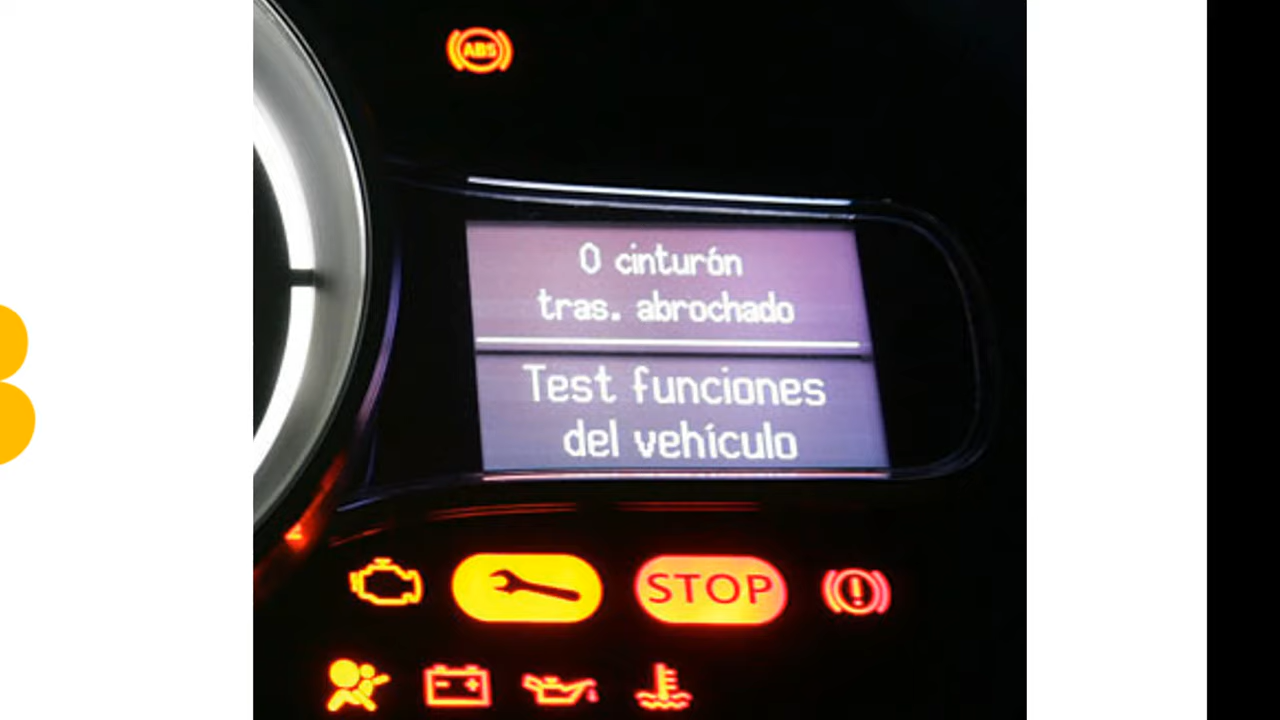 ABS
0 cinturón
tras. abrochado
Test funciones
del vehículo
STOP